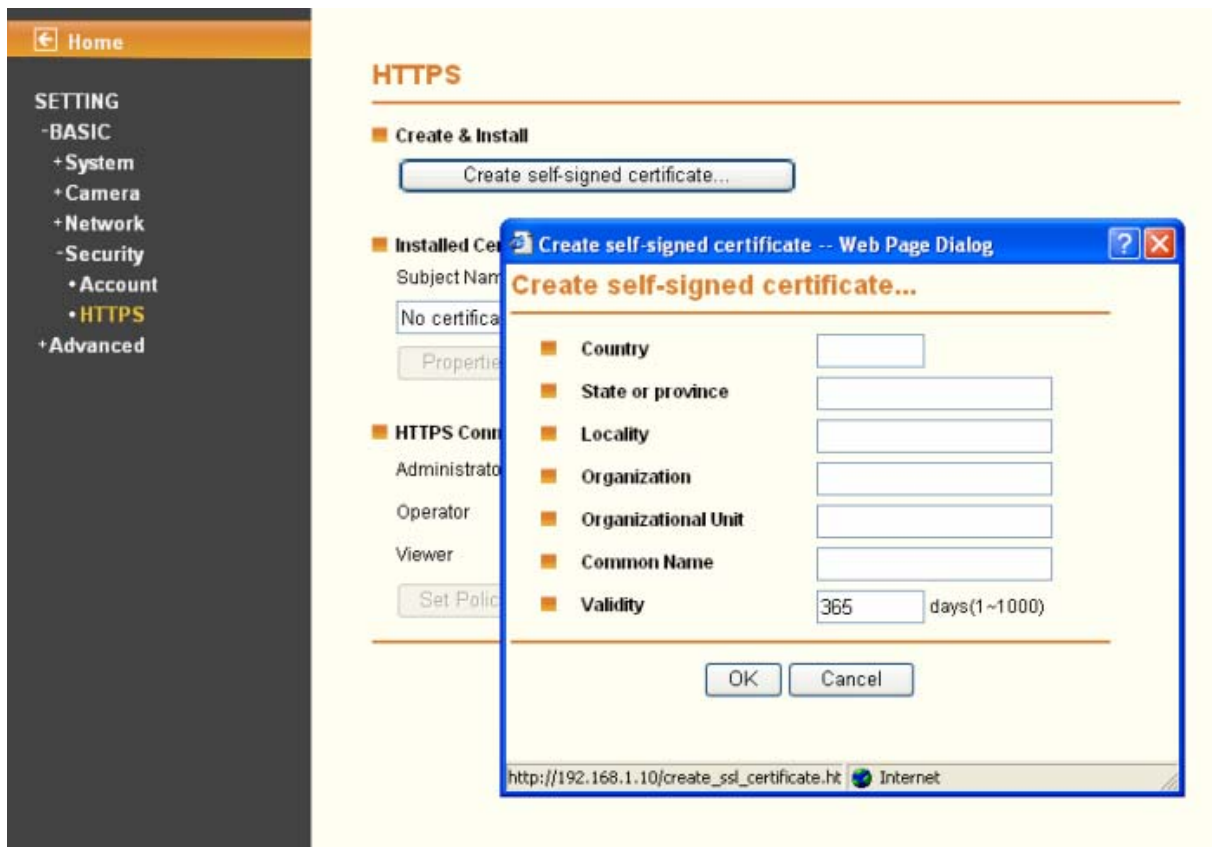 Home
SETTING
-BASIC
+System
+Camera
+Network
-Security
•Account
•HTTPS
+Advanced
HTTPS
Create & Install
Create self-signed certificate...
Installed Cer
Subject Nam
No certifica
Propertie
HTTPS Conn
Administrato
Operator
Viewer
Set Polic
Create self-signed certificate -- Web Page Dialog
Create self-signed certificate...
Country
State or province
Locality
Organization
Organizational Unit
Common Name
Validity 365 days(1~1000)
OK Cancel
http://192.168.1.10/create_ssl_certificate.ht Internet